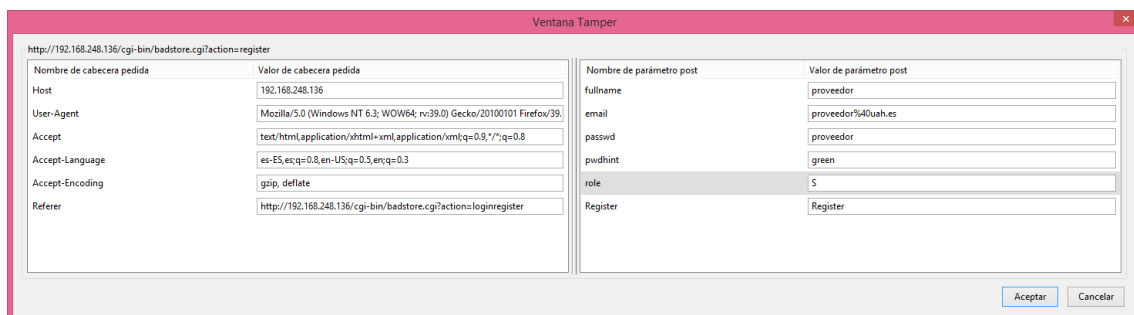 Ventana Tamper
http://192.168.248.136/cgi-bin/badstore.cgi?action=register
Nombre de cabecera pedida Valor de cabecera pedida
Host 192.168.248.136
User-Agent Mozilla/5.0 (Windows NT 6.3; WOW64; rv:39.0) Gecko/20100101 Firefox/39.
Accept text/html,application/xhtml+xml,application/xml;q=0.9,*/*;q=0.8
Accept-Language es-ES,es;q=0.8,en-US;q=0.5,en;q=0.3
Accept-Encoding gzip, deflate
Referer http://192.168.248.136/cgi-bin/badstore.cgi?action=loginregister
Nombre de parámetro post Valor de parámetro post
fullname proveedor
email proveedor%40uah.es
passwd proveedor
pwdhint green
role S
Register Register
Aceptar Cancelar